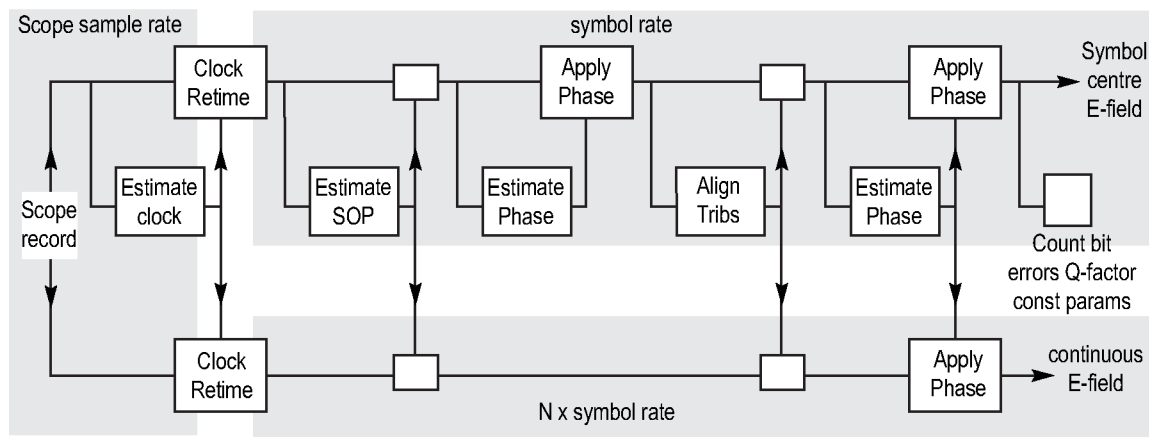 Scope sample rate
symbol rate
Clock
Retime
Apply
Phase
Apply
Phase
Symbol
centre
E-field
Estimate
clock
Estimate
SOP
Estimate
Phase
Align
Tribs
Estimate
Phase
Scope
record
Count bit
errors Q-factor
const params
Clock
Retime
Apply
Phase
continuous
E-field
N x symbol rate